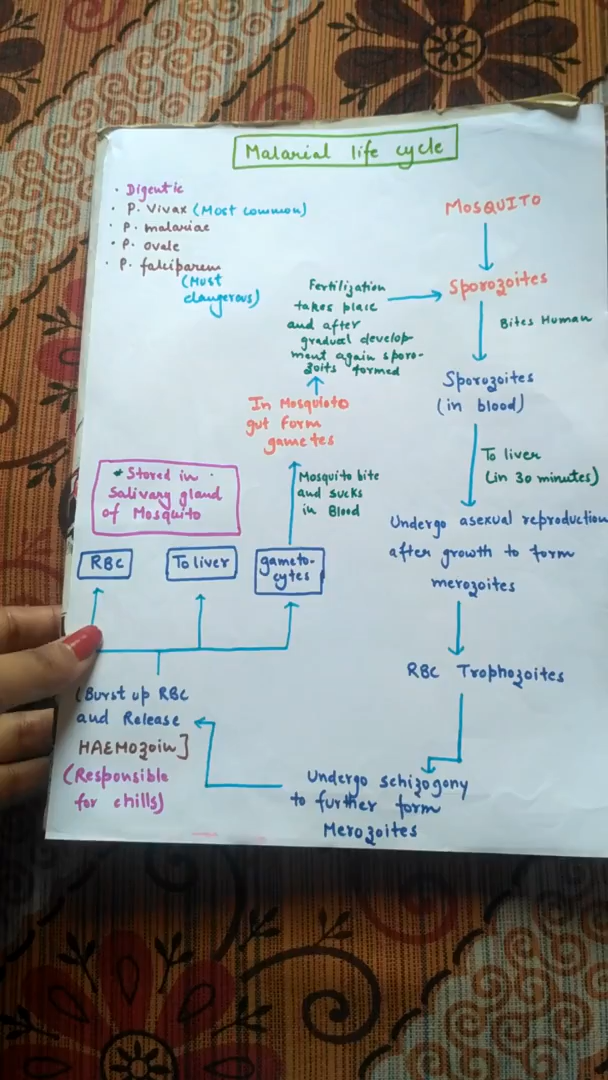 Malarial life cycle
• Digentic
• P. Vivax (Most common)
• P. malariae
• P. ovale
• P. falciparem
(Most
dangerous)
MOSQUITO
Sporozoites
Bites Human
Sporozoites
(in blood)
To liver
(in 30 minutes)
Undergo asexual reproduction
after growth to form
merozoites
RBC Trophozoites
Undergo schizogony
to further form
Merozoites
(Burst up RBC
and Release
HAEMOZOIN]
(Responsible
for chills)
RBC
To liver
gameto-
cytes
Mosquito bite
and sucks
in Blood
In Mosquioto
gut form
gametes
Fertilization
takes place
and after
gradual develop-
ment again sporo-
zoits formed
* Stored in
Salivary gland
of Mosquito